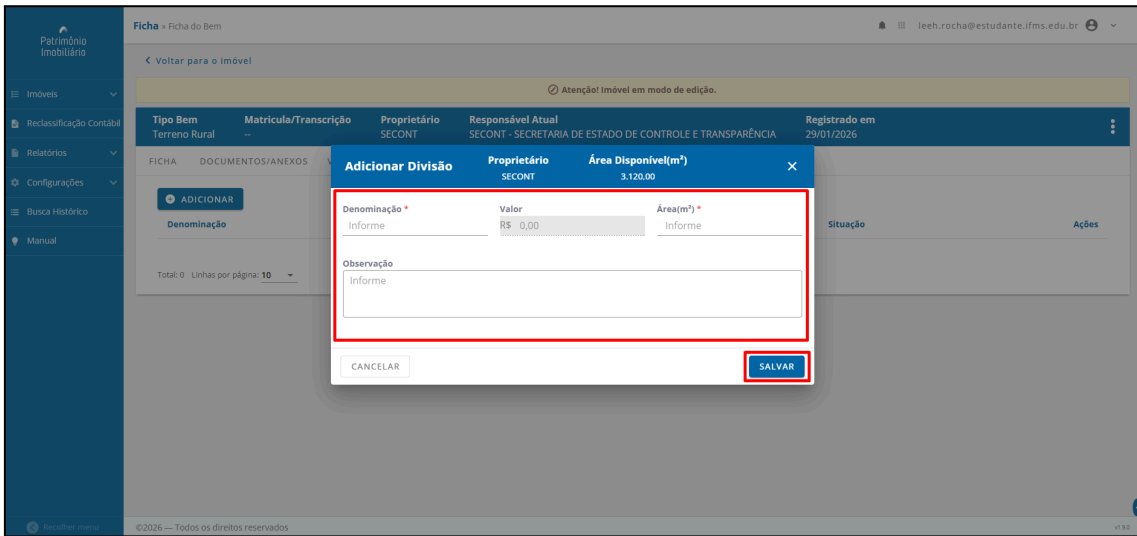 Patrimônio
Imobiliário
Ficha » Ficha do Bem
leeh.rocha@estudante.ifms.edu.br
Voltar para o imóvel
Atenção! Imóvel em modo de edição.
Imóveis
Reclassificação Contábil
Relatórios
Configurações
Busca Histórico
Manual
Tipo Bem Matricula/Transcrição Proprietário Responsável Atual Registrado em
Terreno Rural -- SECONT SECONT - SECRETARIA DE ESTADO DE CONTROLE E TRANSPARÊNCIA 29/01/2026
FICHA DOCUMENTOS/ANEXOS
ADICIONAR
Denominação Situação Ações
Total: 0 Linhas por página: 10
Adicionar Divisão Proprietário Área Disponível(m²)
SECONT 3.120,00
Denominação * Valor Área(m²) *
Informe R$ 0,00 Informe
Observação
Informe
CANCELAR SALVAR
Recolher menu
©2026 — Todos os direitos reservados
v1.9.0